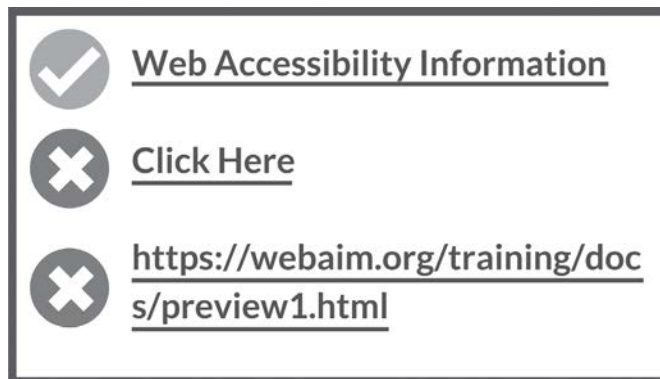 Web Accessibility Information
Click Here
https://webaim.org/training/doc
s/preview1.html